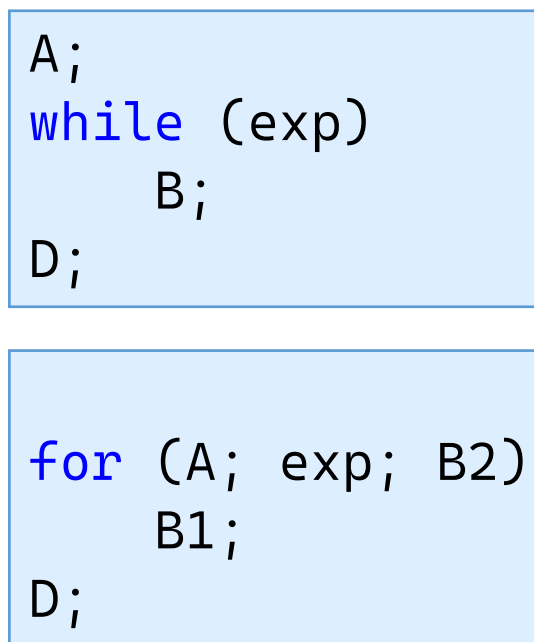 A;
while (exp)
B;
D;
for (A; exp; B2)
B1;
D;